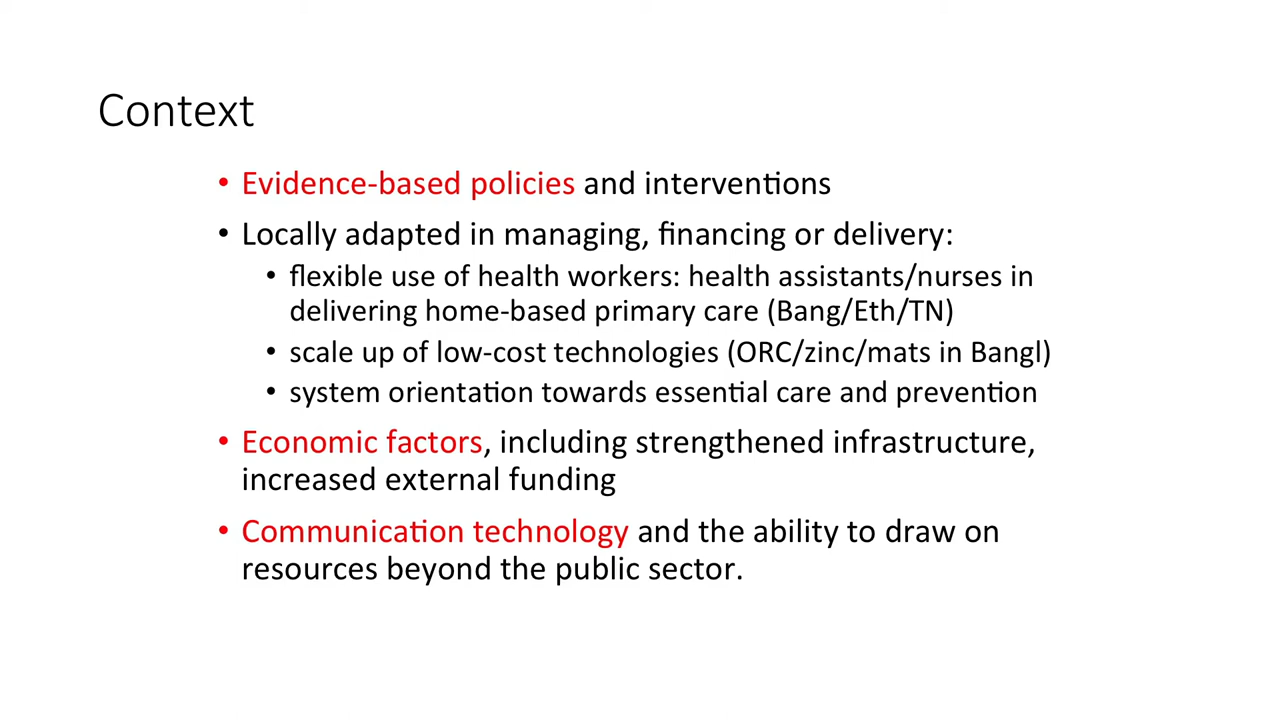 Context
• Evidence-based policies and interventions
• Locally adapted in managing, financing or delivery:
• flexible use of health workers: health assistants/nurses in
delivering home-based primary care (Bang/Eth/TN)
• scale up of low-cost technologies (ORC/zinc/mats in Bangl)
• system orientation towards essential care and prevention
• Economic factors, including strengthened infrastructure,
increased external funding
• Communication technology and the ability to draw on
resources beyond the public sector.